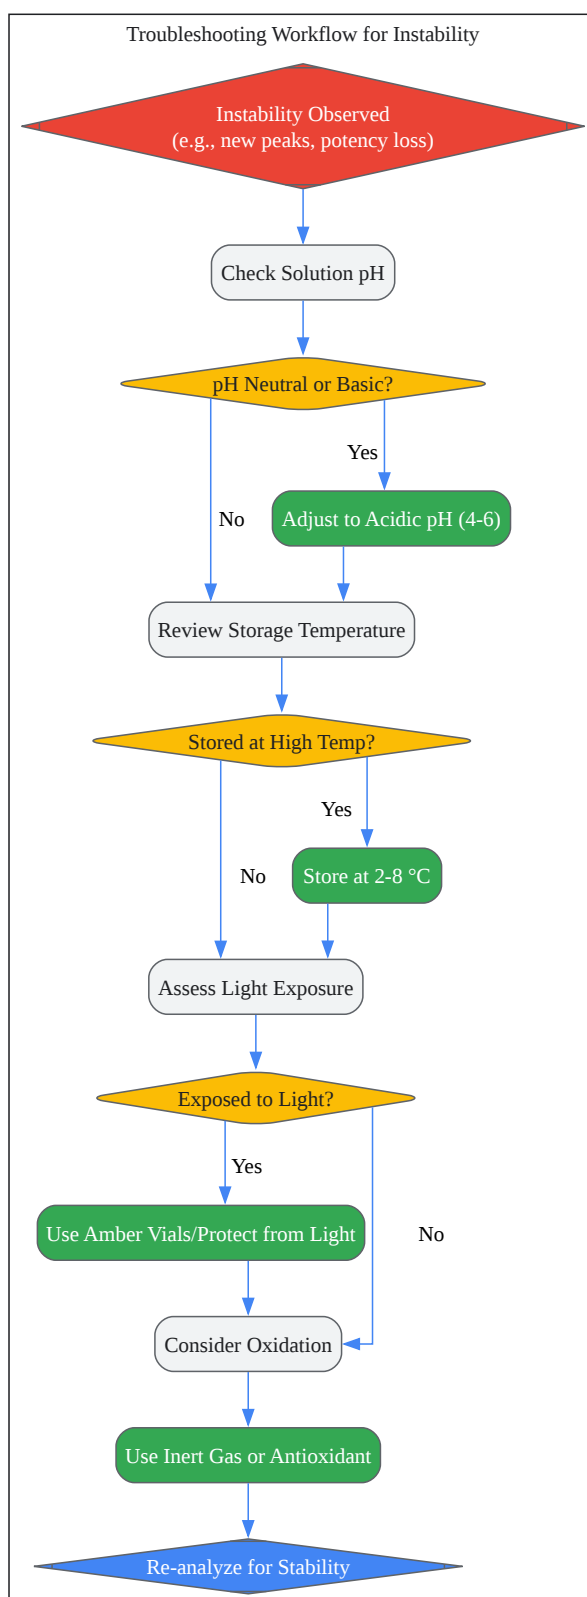 Troubleshooting Workflow for Instability
Instability Observed
(e.g., new peaks, potency loss)
Check Solution pH
pH Neutral or Basic?
Yes
No
Adjust to Acidic pH (4-6)
Review Storage Temperature
Stored at High Temp?
Yes
No
Store at 2-8 °C
Assess Light Exposure
Exposed to Light?
Yes
Use Amber Vials/Protect from Light
No
Consider Oxidation
Use Inert Gas or Antioxidant
Re-analyze for Stability